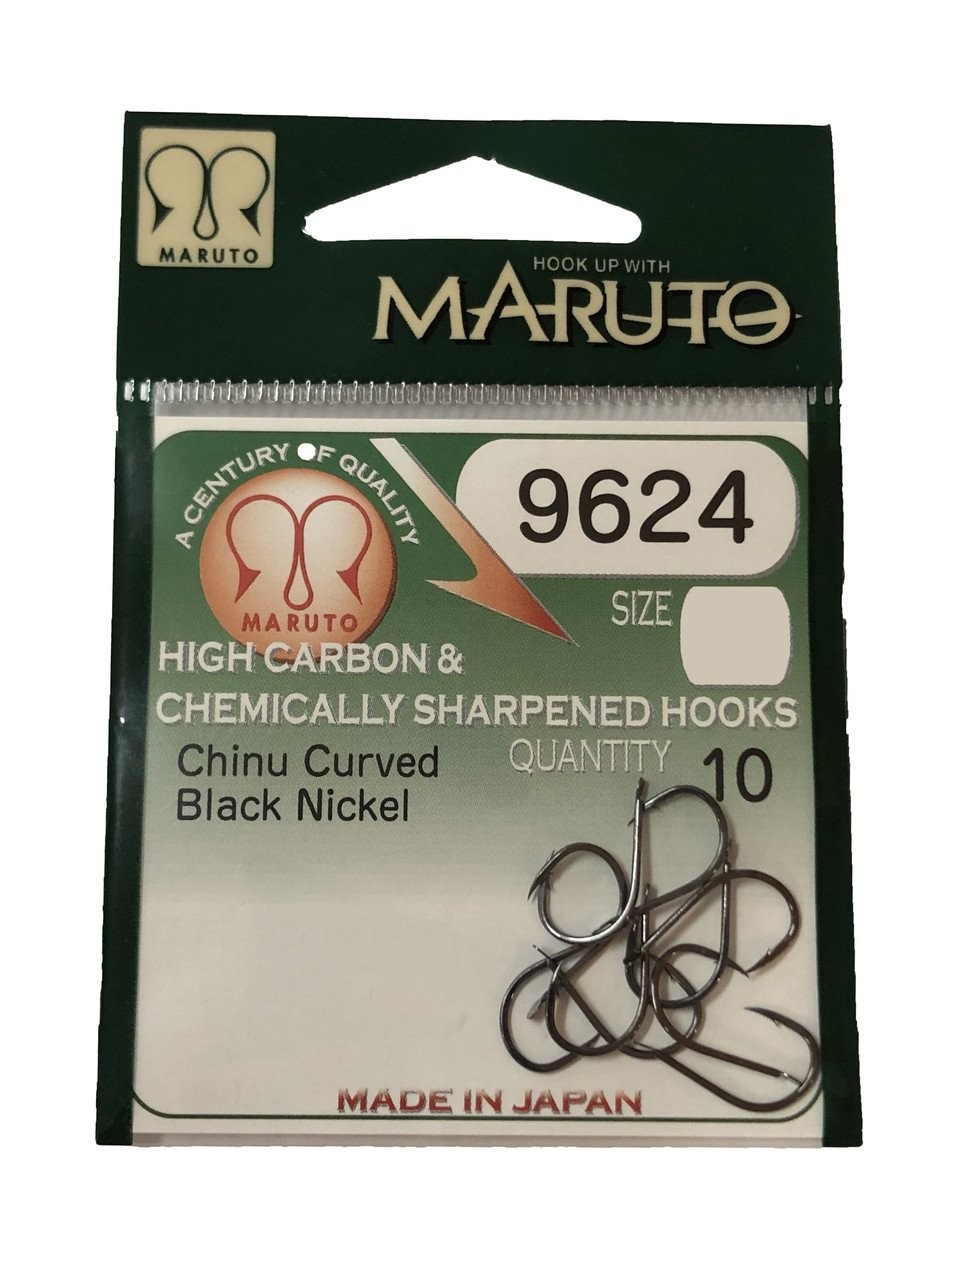 MARUTO
HOOK UP WITH
MARUTO
A CENTURY OF QUALITY
9624
MARUTO
SIZE
HIGH CARBON &
CHEMICALLY SHARPENED HOOKS
Chinu Curved
QUANTITY 10
Black Nickel
MADE IN JAPAN